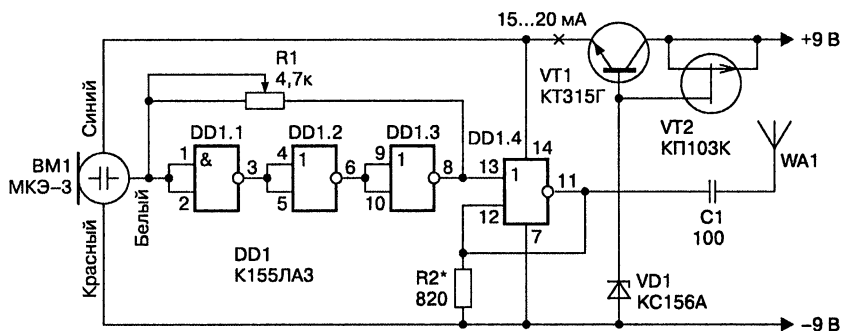 15...20 мА
+9 В
R1
4,7к
VT1
КТ315Г
VT2
КП103К
Синий
DD1.1
DD1.2
DD1.3
DD1.4
14
WA1
BM1
МКЭ–3
1
&
3
4
1
6
9
1
8
13
1
11
2
5
10
12
7
Белый
Красный
DD1
К155ЛА3
C1
100
R2*
820
VD1
КС156А
–9 В